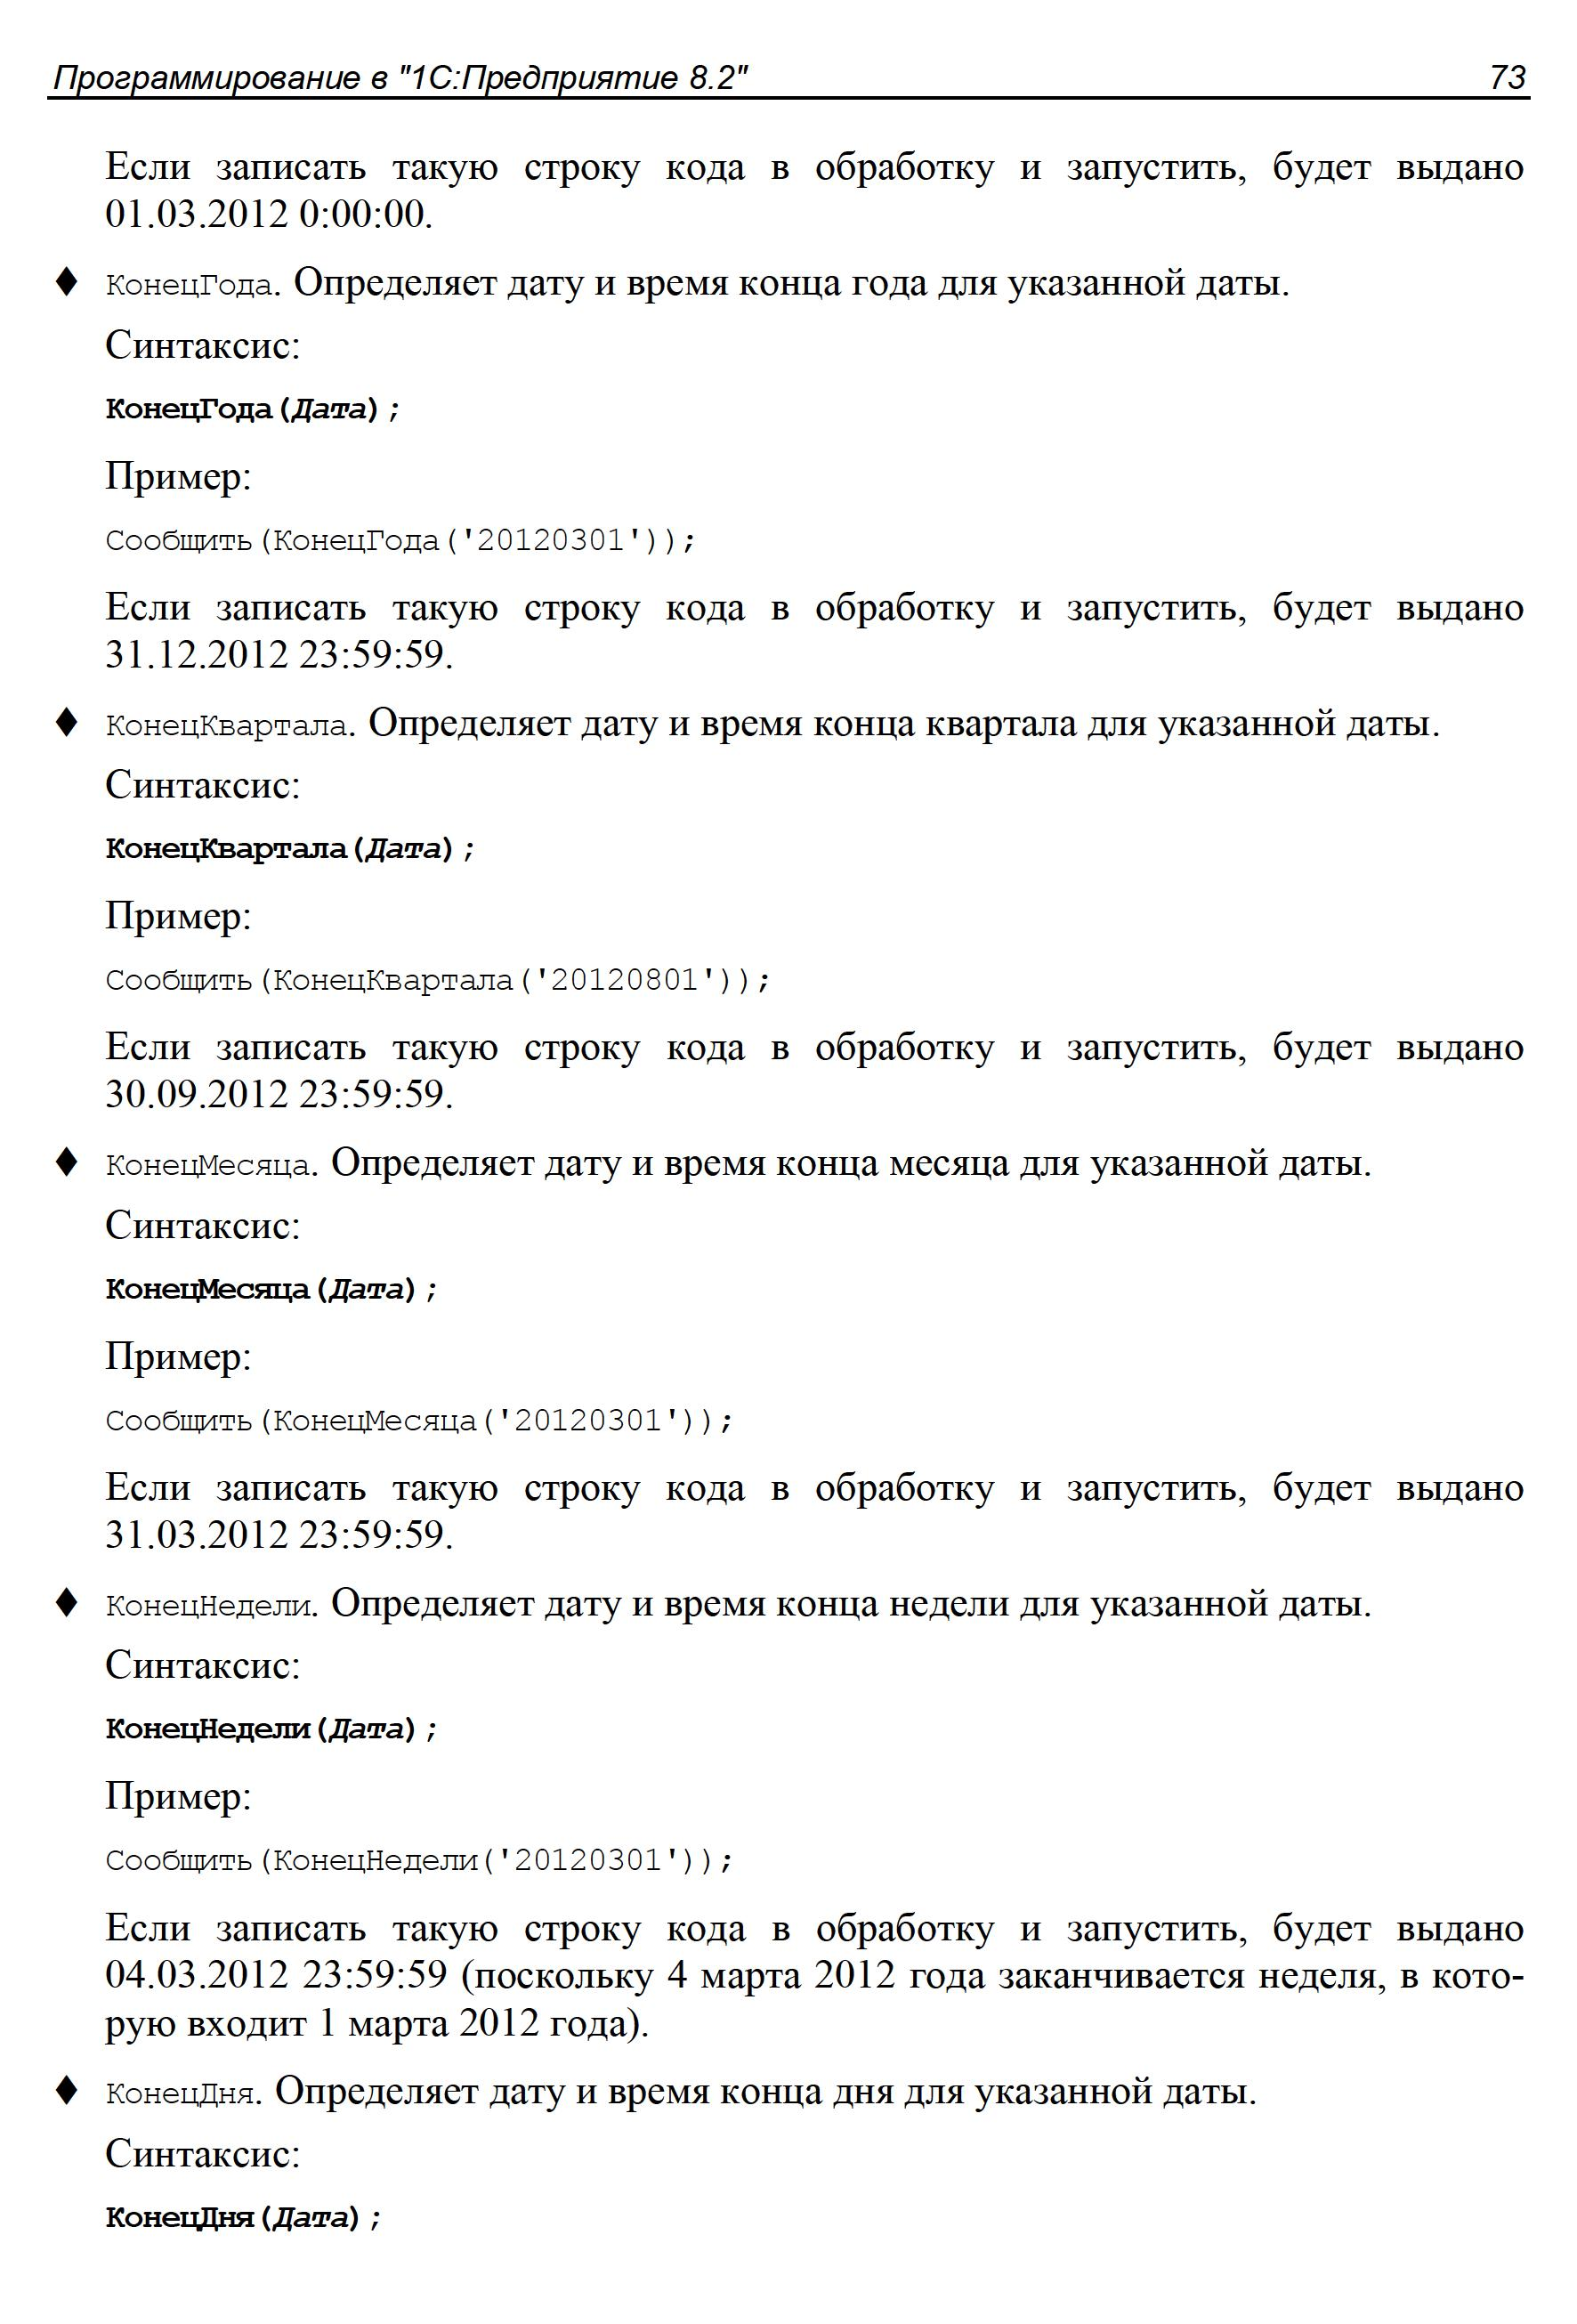 Программирование в "1С:Предприятие 8.2" 73
Если записать такую строку кода в обработку и запустить, будет выдано
01.03.2012 0:00:00.
♦ КонецГода. Определяет дату и время конца года для указанной даты.
Синтаксис:
КонецГода(Дата);
Пример:
Сообщить(КонецГода('20120301'));
Если записать такую строку кода в обработку и запустить, будет выдано
31.12.2012 23:59:59.
♦ КонецКвартала. Определяет дату и время конца квартала для указанной даты.
Синтаксис:
КонецКвартала(Дата);
Пример:
Сообщить(КонецКвартала('20120801'));
Если записать такую строку кода в обработку и запустить, будет выдано
30.09.2012 23:59:59.
♦ КонецМесяца. Определяет дату и время конца месяца для указанной даты.
Синтаксис:
КонецМесяца(Дата);
Пример:
Сообщить(КонецМесяца('20120301'));
Если записать такую строку кода в обработку и запустить, будет выдано
31.03.2012 23:59:59.
♦ КонецНедели. Определяет дату и время конца недели для указанной даты.
Синтаксис:
КонецНедели(Дата);
Пример:
Сообщить(КонецНедели('20120301'));
Если записать такую строку кода в обработку и запустить, будет выдано
04.03.2012 23:59:59 (поскольку 4 марта 2012 года заканчивается неделя, в кото-
рую входит 1 марта 2012 года).
♦ КонецДня. Определяет дату и время конца дня для указанной даты.
Синтаксис:
КонецДня(Дата);